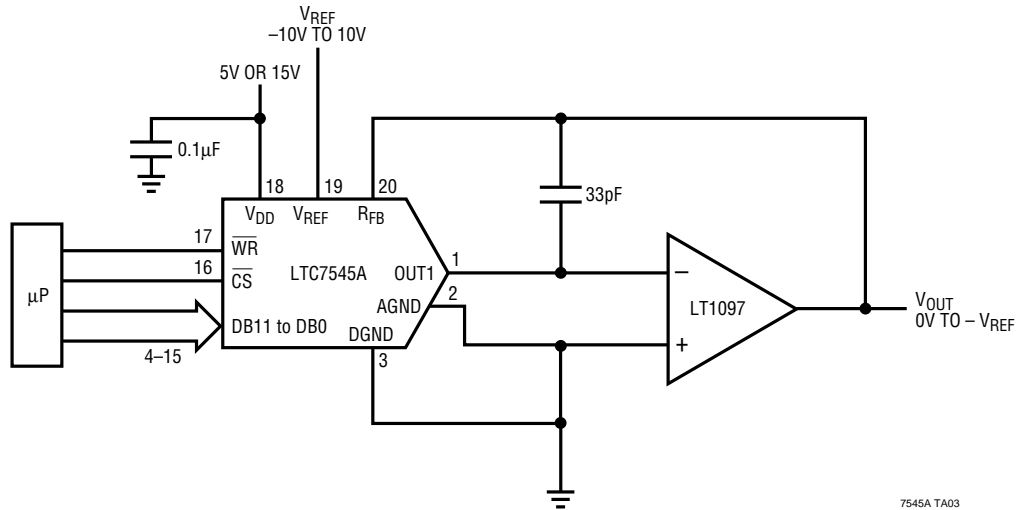 VREF
–10V TO 10V
5V OR 15V
0.1µF
18
19
20
VDD
VREF
RFB
33pF
17
WR
16
CS
LTC7545A
OUT1
1
µP
AGND
2
LT1097
–
+
VOUT
0V TO – VREF
DB11 to DB0
DGND
4–15
3
7545A TA03